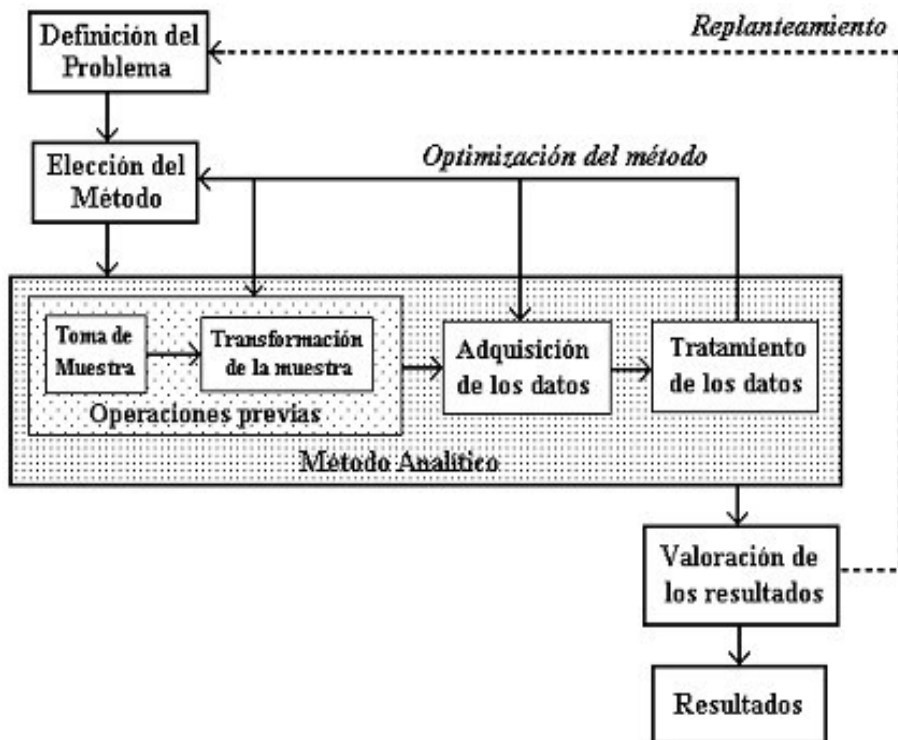 Definición del
Problema
Replanteamiento
Elección del
Método
Optimización del método
Toma de
Muestra
Transformación
de la muestra
Operaciones previas
Adquisición
de los datos
Tratamiento
de los datos
Método Analítico
Valoración de
los resultados
Resultados